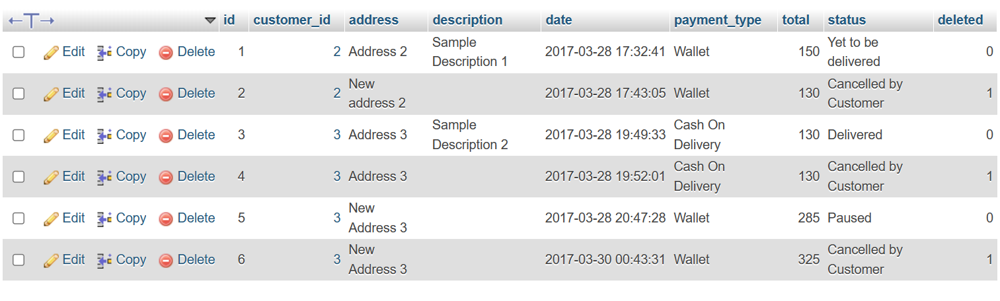 id customer_id address description date payment_type total status deleted
Edit Copy Delete 1 2 Address 2 Sample Description 1 2017-03-28 17:32:41 Wallet 150 Yet to be delivered 0
Edit Copy Delete 2 2 New address 2 2017-03-28 17:43:05 Wallet 130 Cancelled by Customer 1
Edit Copy Delete 3 3 Address 3 Sample Description 2 2017-03-28 19:49:33 Cash On Delivery 130 Delivered 0
Edit Copy Delete 4 3 Address 3 2017-03-28 19:52:01 Cash On Delivery 130 Cancelled by Customer 1
Edit Copy Delete 5 3 New Address 3 2017-03-28 20:47:28 Wallet 285 Paused 0
Edit Copy Delete 6 3 New Address 3 2017-03-30 00:43:31 Wallet 325 Cancelled by Customer 1